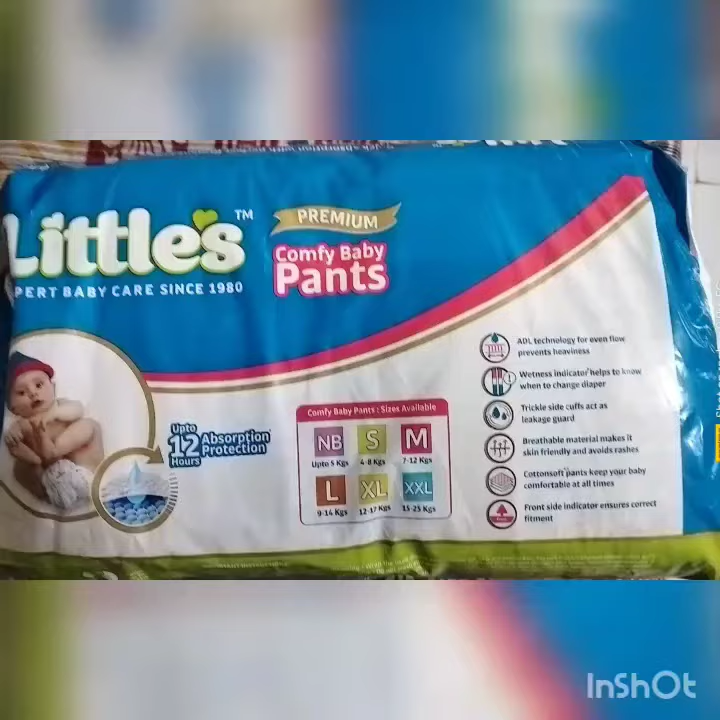 Little's™
PERT BABY CARE SINCE 1980
PREMIUM
Comfy Baby
Pants
Upto
12
Hours
Absorption
Protection
Comfy Baby Pants : Sizes Available
NB S M
Upto 5 Kgs 4-8 Kgs 7-12 Kgs
L XL XXL
9-14 Kgs 12-17 Kgs 15-25 Kgs
ADL technology for even flow
prevents heaviness
Wetness indicator helps to know
when to change diaper
Trickle side cuffs act as
leakage guard
Breathable material makes it
skin friendly and avoids rashes
Cottonsoft pants keep your baby
comfortable at all times
Front side indicator ensures correct
fitment
InShOt